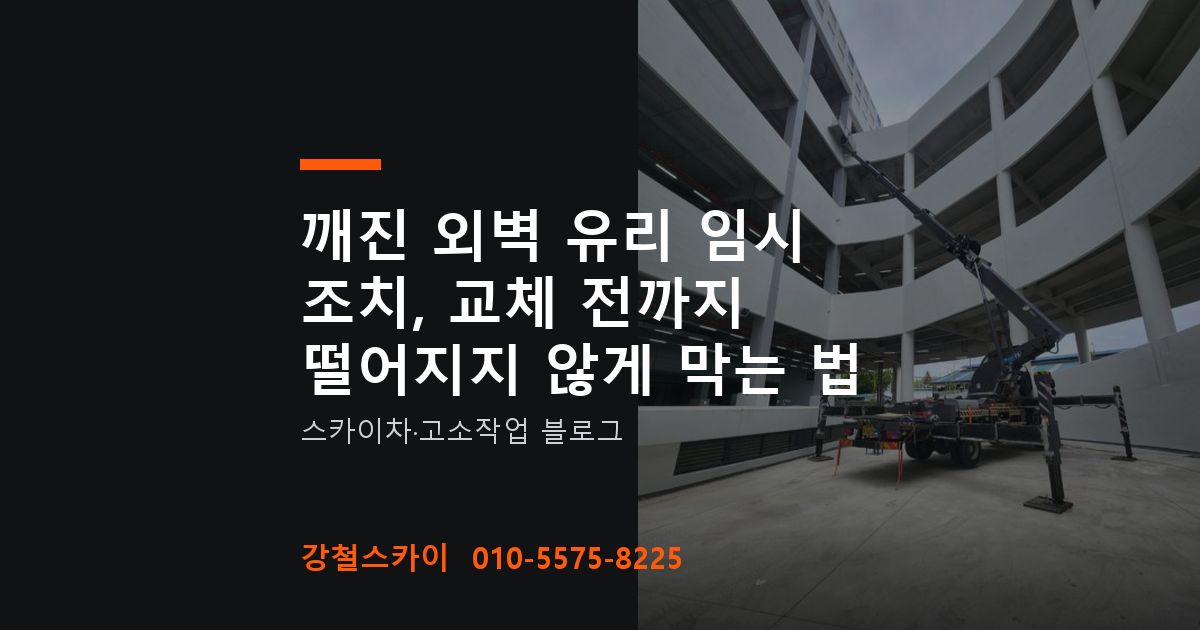 깨진 외벽 유리 임시
조치, 교체 전까지
떨어지지 않게 막는 법
스카이차·고소작업 블로그
강철스카이 010-5575-8225